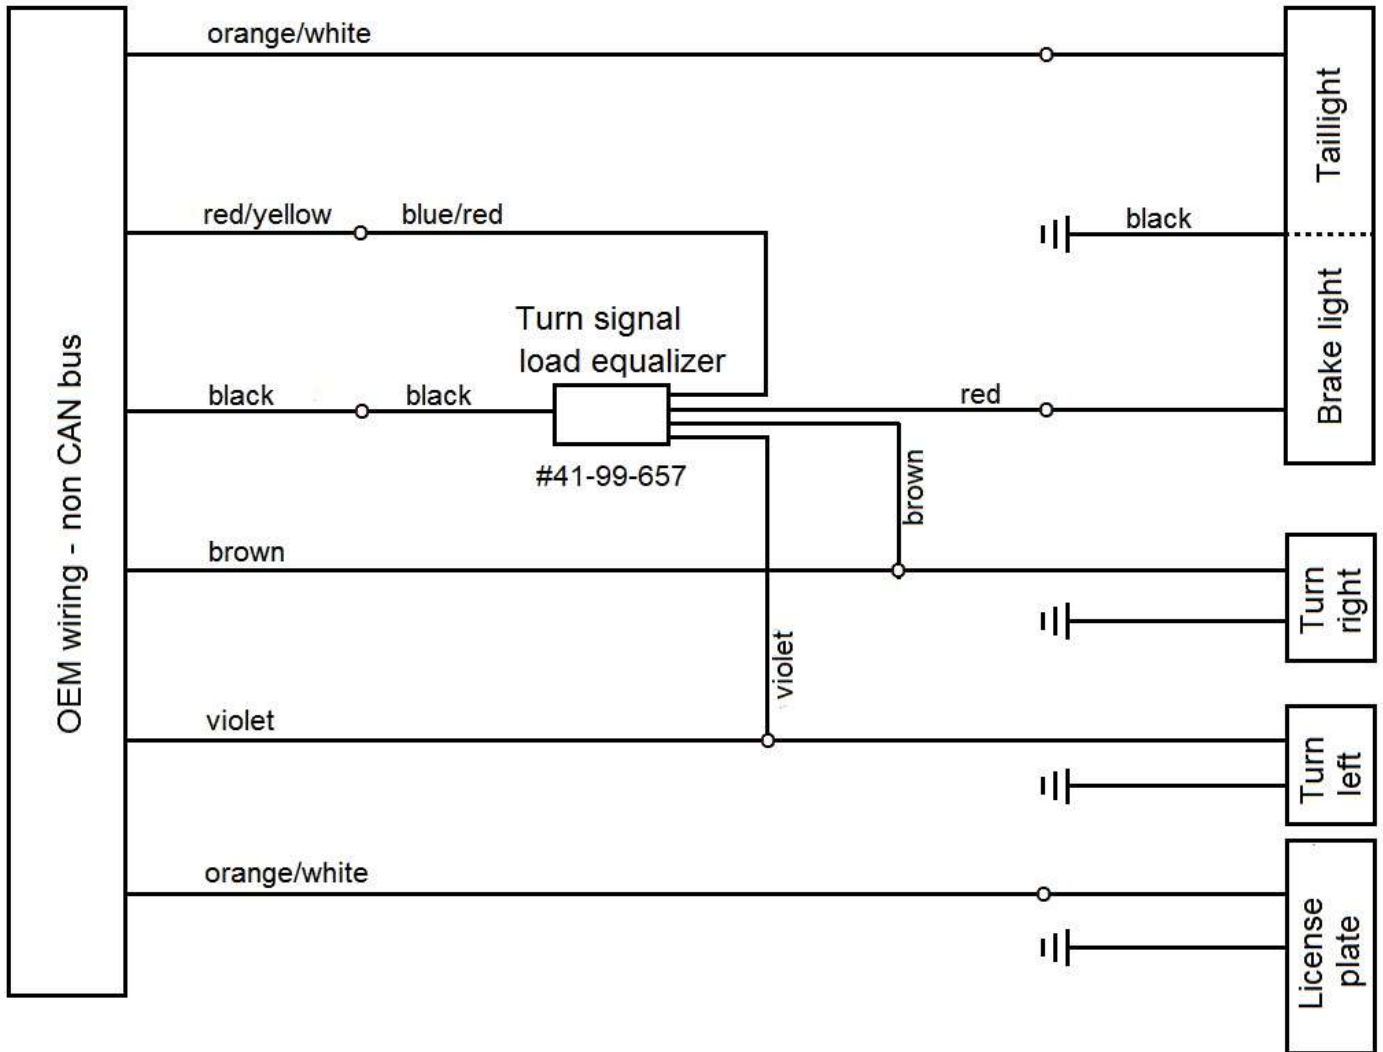 orange/white
Taillight
red/yellow
blue/red
black
Turn signal
load equalizer
Brake light
OEM wiring - non CAN bus
black
black
red
#41-99-657
brown
brown
Turn
right
violet
violet
Turn
left
orange/white
License
plate